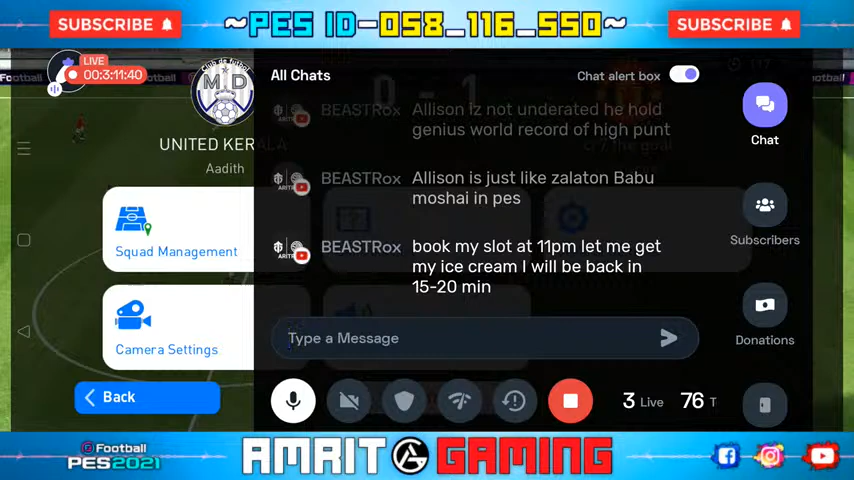 SUBSCRIBE
~PES ID-058_116_550~
SUBSCRIBE
LIVE
00:3:11:40
Football
MD
UNITED KERALA
Aadith
All Chats
Chat alert box
0 - 1
BEASTRox
Allison iz not underated he hold
genius world record of high punt
BEASTRox
Allison is just like zalaton Babu
moshai in pes
BEASTRox
book my slot at 11pm let me get
my ice cream I will be back in
15-20 min
Type a Message
Chat
Subscribers
Donations
Squad Management
Camera Settings
Back
3 Live
76 T
eFootball
PES2021
AMRIT GAMING